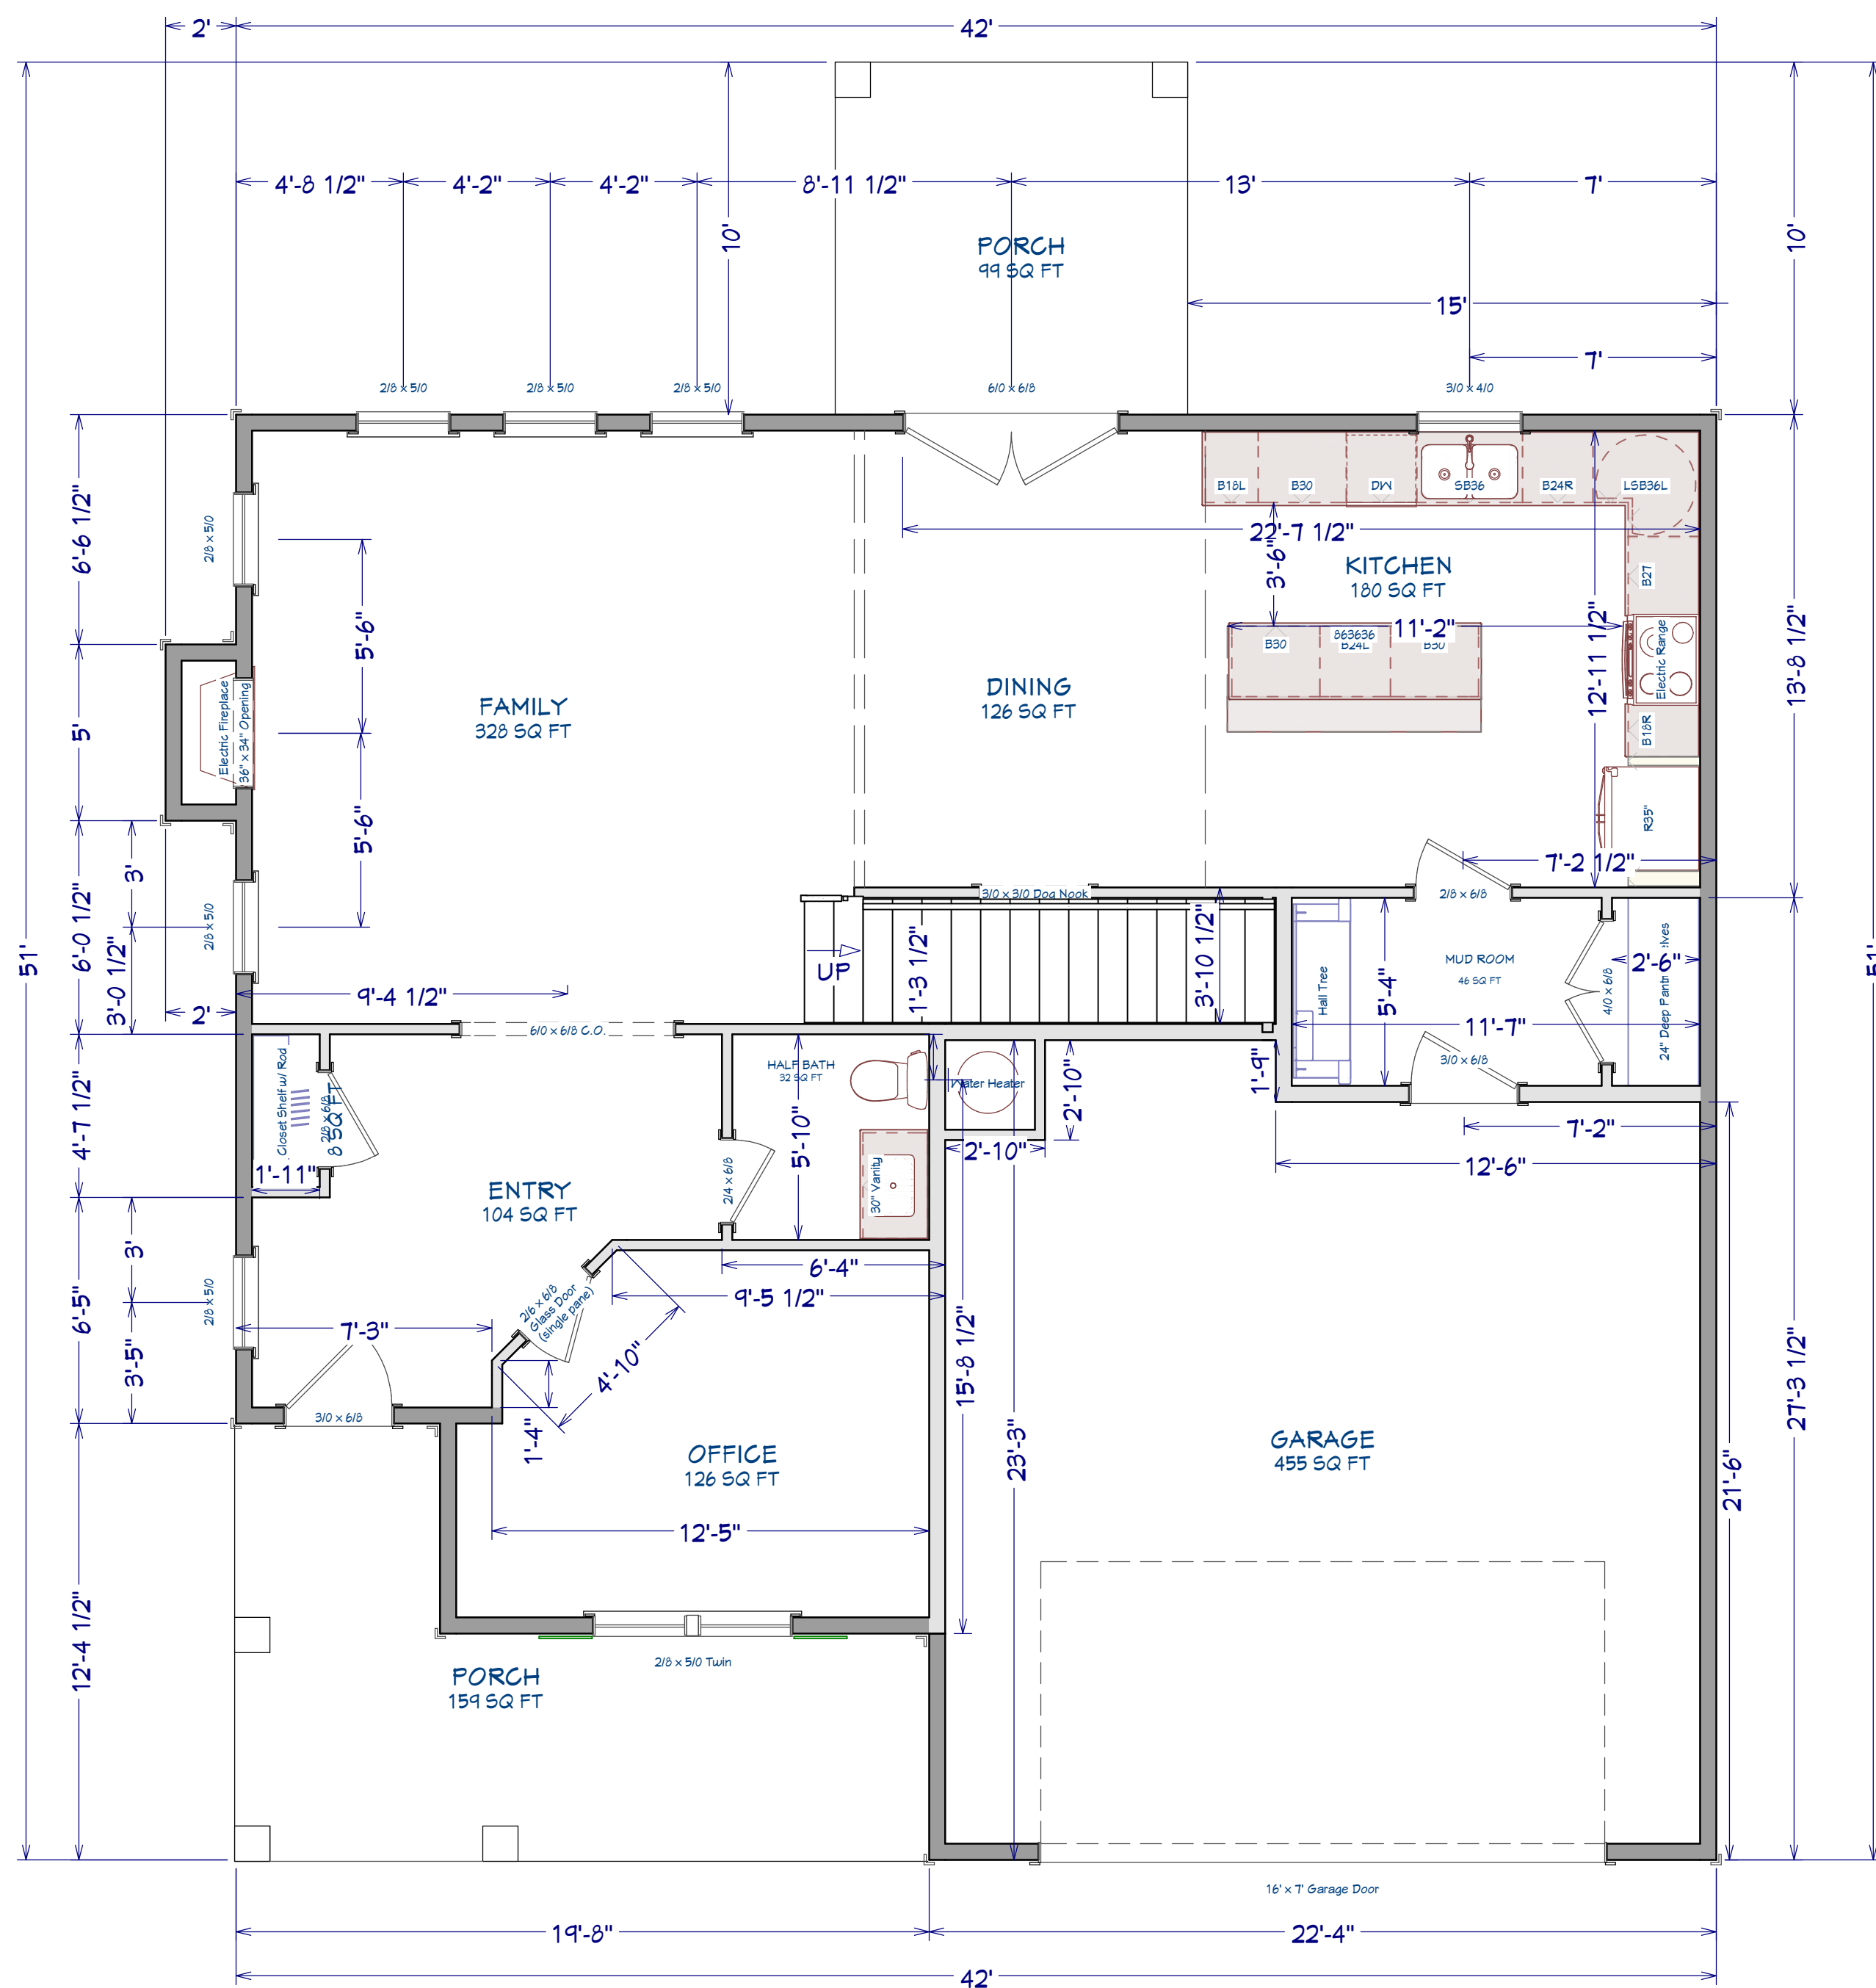 2'
42'
4'-8 1/2"
4'-2"
4'-2"
8'-11 1/2"
13'
7'
10'
10'
PORCH
99 SQ FT
15'
7'
2/8 x 5/0
2/8 x 5/0
2/8 x 5/0
6/0 x 6/8
3/0 x 4/0
B18L
B30
DW
SB36
B24R
LSB36L
6'-6 1/2"
2/8 x 5/0
22'-7 1/2"
3'-6"
KITCHEN
180 SQ FT
B27
5'-6"
11'-2"
863636
B30
B24L
B30
12'-11 1/2"
13'-8 1/2"
Electric Range
5'
Electric Fireplace
36" x 34" Opening
FAMILY
328 SQ FT
DINING
126 SQ FT
B18R
5'-6"
R35"
3'
6'-0 1/2"
3'-0 1/2"
2/8 x 5/0
7'-2 1/2"
2/8 x 6/8
3/0 x 3/0 Dog Nook
51'
51'
UP
1'-3 1/2"
3'-10 1/2"
Hall Tree
5'-4"
MUD ROOM
46 SQ FT
4/0 x 6/8
2'-6"
24" Deep Pantr
lves
11'-7"
2'
9'-4 1/2"
6/0 x 6/8 C.O.
3/0 x 6/8
4'-7 1/2"
Closet Shelf w/ Rod
2/8 x 6/8
8 SQ FT
1'-11"
HALF BATH
32 SQ FT
5'-10"
2/4 x 6/8
30" Vanity
Water Heater
2'-10"
2'-10"
1'-9"
7'-2"
12'-6"
ENTRY
104 SQ FT
6'-4"
9'-5 1/2"
3'
6'-5"
3'-5"
2/8 x 5/0
7'-3"
2/6 x 6/8
Glass Door
(single pane)
4'-10"
15'-8 1/2"
1'-4"
3/0 x 6/8
23'-3"
27'-3 1/2"
21'-6"
OFFICE
126 SQ FT
GARAGE
455 SQ FT
12'-5"
12'-4 1/2"
2/8 x 5/0 Twin
PORCH
159 SQ FT
16' x 7' Garage Door
19'-8"
22'-4"
42'